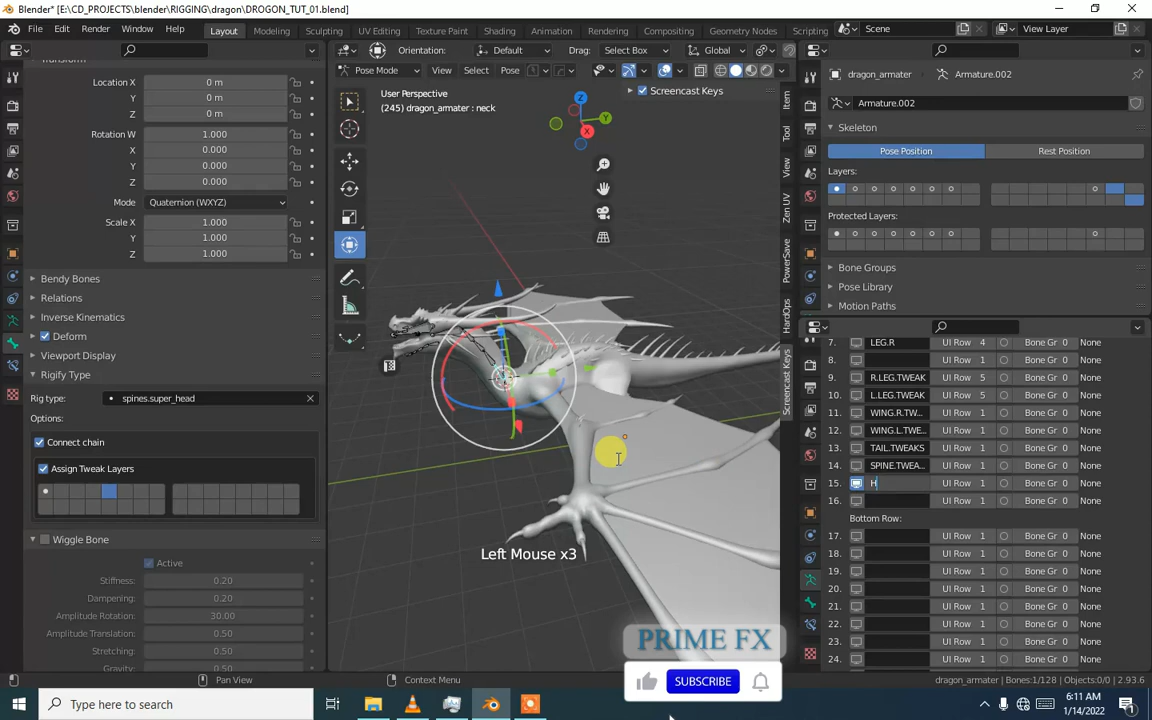 Blender* [E:\CD_PROJECTS\blender\RIGGING\dragon\DROGON_TUT_01.blend]
File Edit Render Window Help Layout Modeling Sculpting UV Editing Texture Paint Shading Animation Rendering Compositing Geometry Nodes Scripting Scene View Layer
Orientation: Default Drag: Select Box Global
Pose Mode View Select Pose
Transform
Location X 0 m
Y 0 m
Z 0 m
Rotation W 1.000
X 0.000
Y 0.000
Z 0.000
Mode Quaternion (WXYZ)
Scale X 1.000
Y 1.000
Z 1.000
Bendy Bones
Relations
Inverse Kinematics
Deform
Viewport Display
Rigify Type
Rig type: spines.super_head
Options:
Connect chain
Assign Tweak Layers
Wiggle Bone
Active
Stiffness: 0.20
Dampening: 0.20
Amplitude Rotation: 30.00
Amplitude Translation: 0.50
Stretching: 0.50
Gravity: 0.50
User Perspective
(245) dragon_armater : neck
Screencast Keys
Z
Y
X
Item
Tool
View
Zen UV
PowerSave
HardOps
Screencast Keys
Left Mouse x3
PRIME FX
SUBSCRIBE
dragon_armater Armature.002
Armature.002
Skeleton
Pose Position Rest Position
Layers:
Protected Layers:
Bone Groups
Pose Library
Motion Paths
7. LEG.R UI Row 4 Bone Gr 0 None
8. UI Row 1 Bone Gr 0 None
9. R.LEG.TWEAK UI Row 5 Bone Gr 0 None
10. L.LEG.TWEAK UI Row 5 Bone Gr 0 None
11. WING.R.TW... UI Row 1 Bone Gr 0 None
12. WING.L.TWE... UI Row 1 Bone Gr 0 None
13. TAIL.TWEAKS UI Row 1 Bone Gr 0 None
14. SPINE.TWEA... UI Row 1 Bone Gr 0 None
15. H UI Row 1 Bone Gr 0 None
16. UI Row 1 Bone Gr 0 None
Bottom Row:
17. UI Row 1 Bone Gr 0 None
18. UI Row 1 Bone Gr 0 None
19. UI Row 1 Bone Gr 0 None
20. UI Row 1 Bone Gr 0 None
21. UI Row 1 Bone Gr 0 None
22. UI Row 1 Bone Gr 0 None
23. UI Row 1 Bone Gr 0 None
24. UI Row 1 Bone Gr 0 None
Pan View Context Menu dragon_armater | Bones:1/128 | Objects:0/0 | 2.93.6
Type here to search
6:11 AM
1/14/2022
1